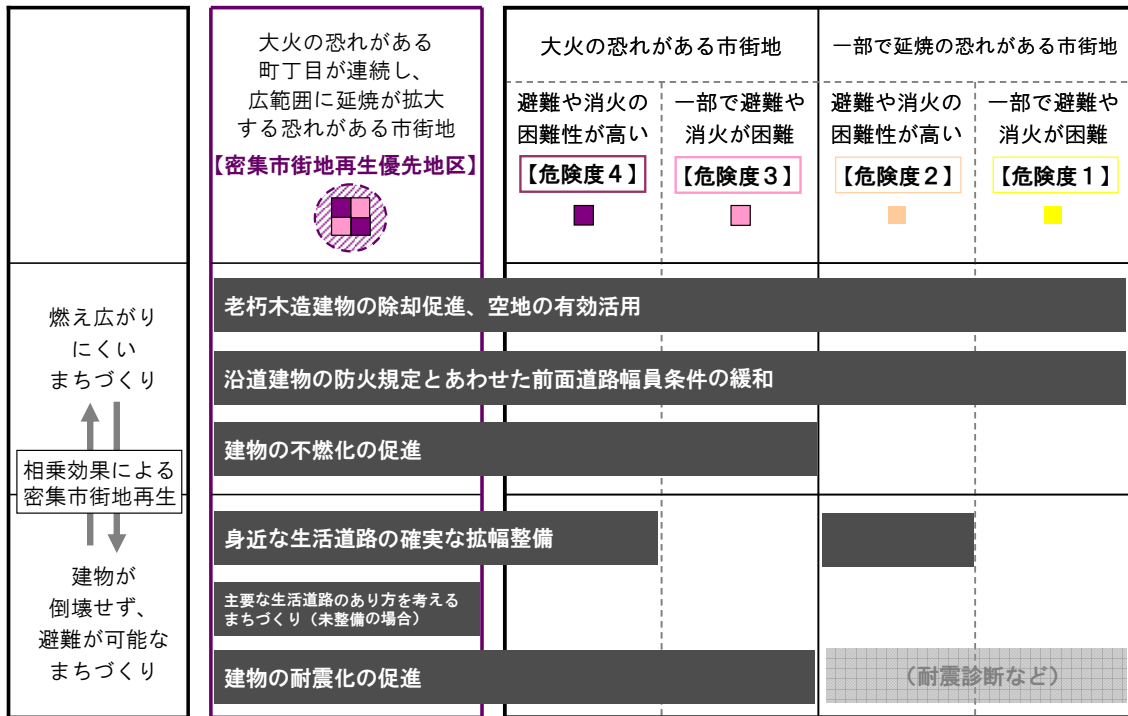 大火の恐れがある
町丁目が連続し、
広範囲に延焼が拡大
する恐れがある市街地
【密集市街地再生優先地区】
大火の恐れがある市街地
一部で延焼の恐れがある市街地
避難や消火の
困難性が高い
【危険度４】
一部で避難や
消火が困難
【危険度３】
避難や消火の
困難性が高い
【危険度２】
一部で避難や
消火が困難
【危険度１】
燃え広がり
にくい
まちづくり
相乗効果による
密集市街地再生
建物が
倒壊せず、
避難が可能な
まちづくり
老朽木造建物の除却促進、空地の有効活用
沿道建物の防火規定とあわせた前面道路幅員条件の緩和
建物の不燃化の促進
身近な生活道路の確実な拡幅整備
主要な生活道路のあり方を考える
まちづくり（未整備の場合）
建物の耐震化の促進
（耐震診断など）